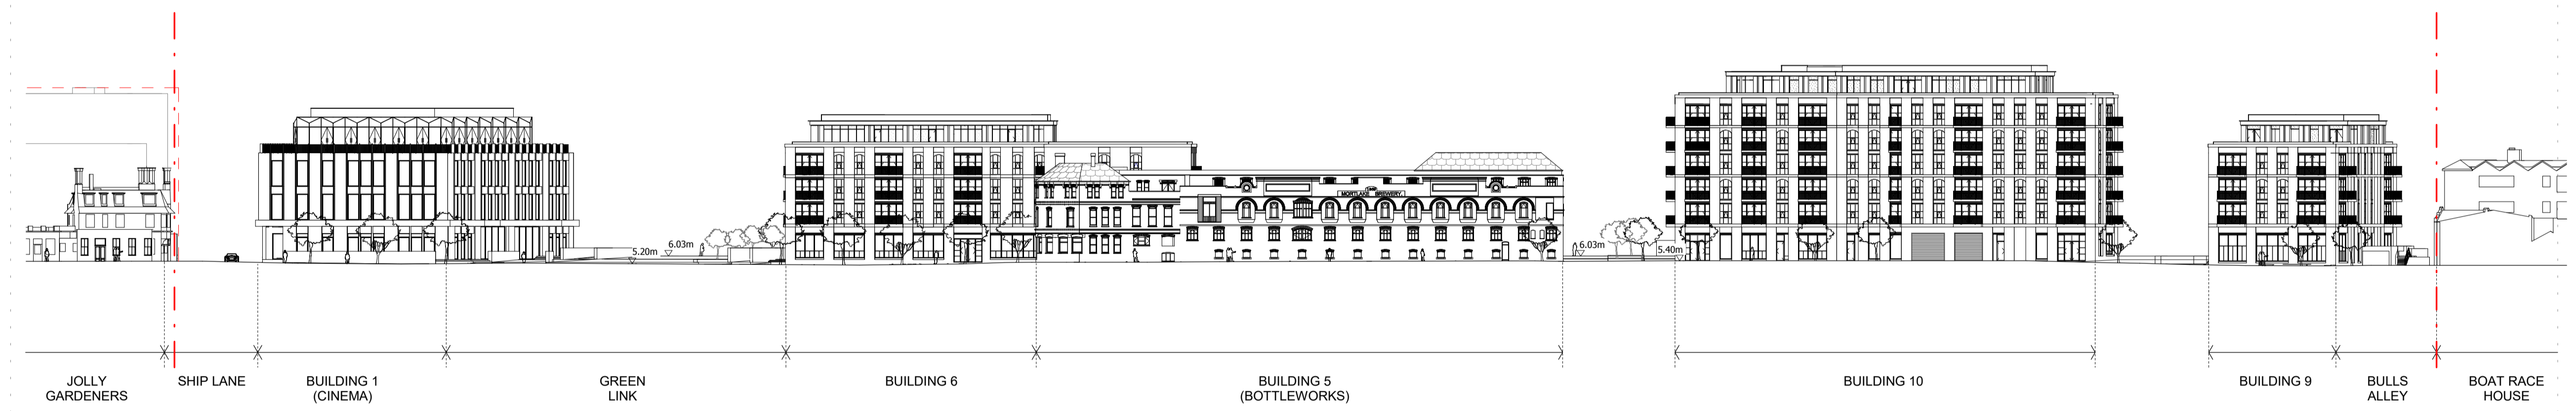 MORTLAKE BREWERY.
5.20m
6.03m
6.03m
5.40m
JOLLY
GARDENERS
SHIP LANE
BUILDING 1
(CINEMA)
GREEN
LINK
BUILDING 6
BUILDING 5
(BOTTLEWORKS)
BUILDING 10
BUILDING 9
BULLS
ALLEY
BOAT RACE
HOUSE